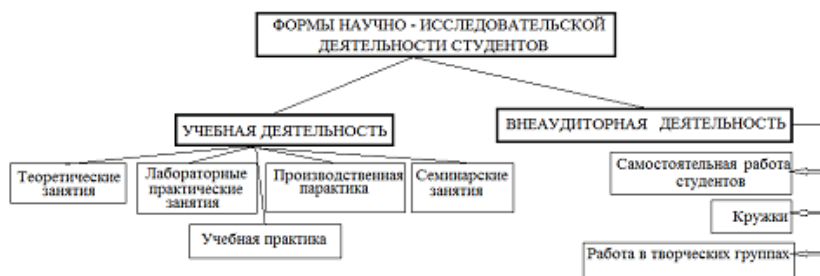 ФОРМЫ НАУЧНО - ИССЛЕДОВАТЕЛЬСКОЙ
ДЕЯТЕЛЬНОСТИ СТУДЕНТОВ
УЧЕБНАЯ ДЕЯТЕЛЬНОСТЬ
ВНЕАУДИТОРНАЯ ДЕЯТЕЛЬНОСТЬ
Теоретические
занятия
Лабораторные
практические
занятия
Производственная
парактика
Семинарские
занятия
Учебная практика
Самостоятельная работа
студентов
Кружки
Работа в творческих группах